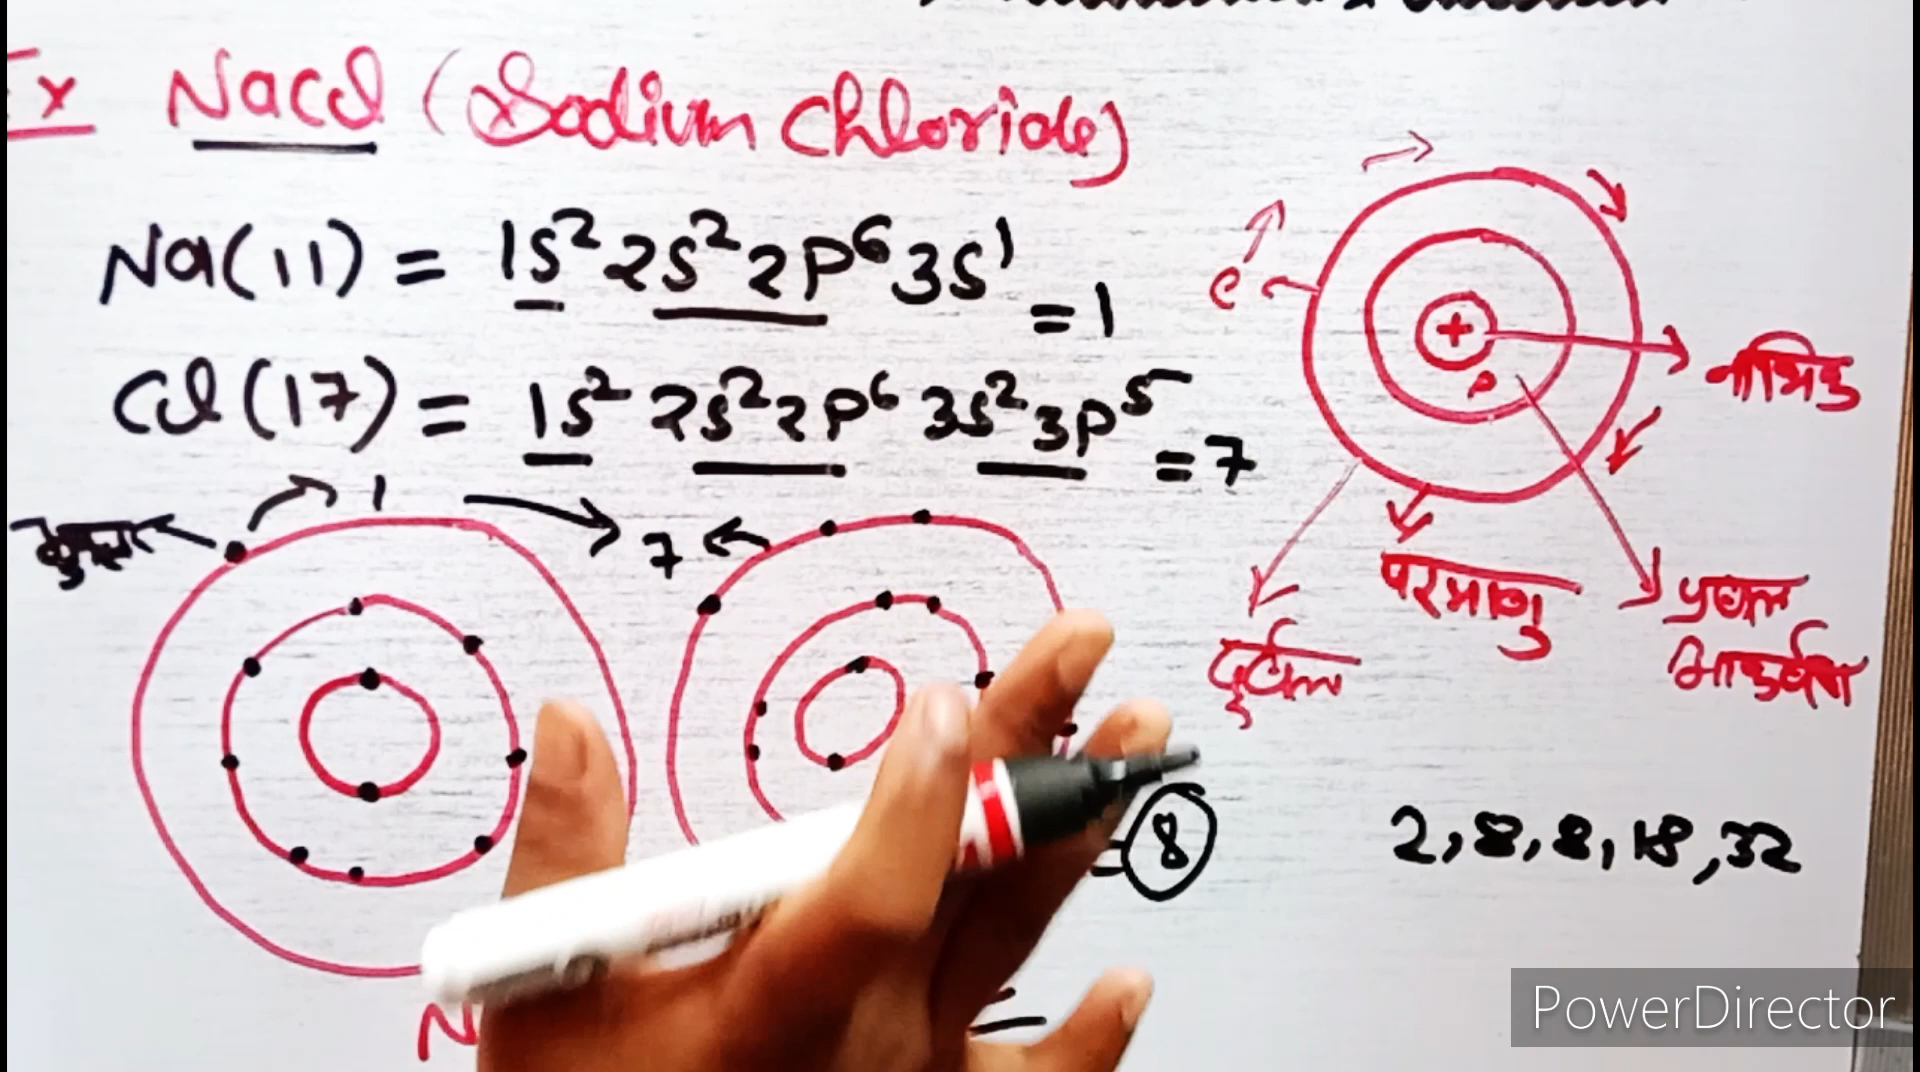 Ex NaCl (Sodium Chloride)
Na(11) = 1s² 2s² 2p⁶ 3s¹ = 1
Cl(17) = 1s² 2s² 2p⁶ 3s² 3p⁵ = 7
1
7
e-
+
P
नाभिक
परमाणु
प्रबल
आकर्षण
दुर्बल
8
2, 8, 8, 18, 32
N
PowerDirector